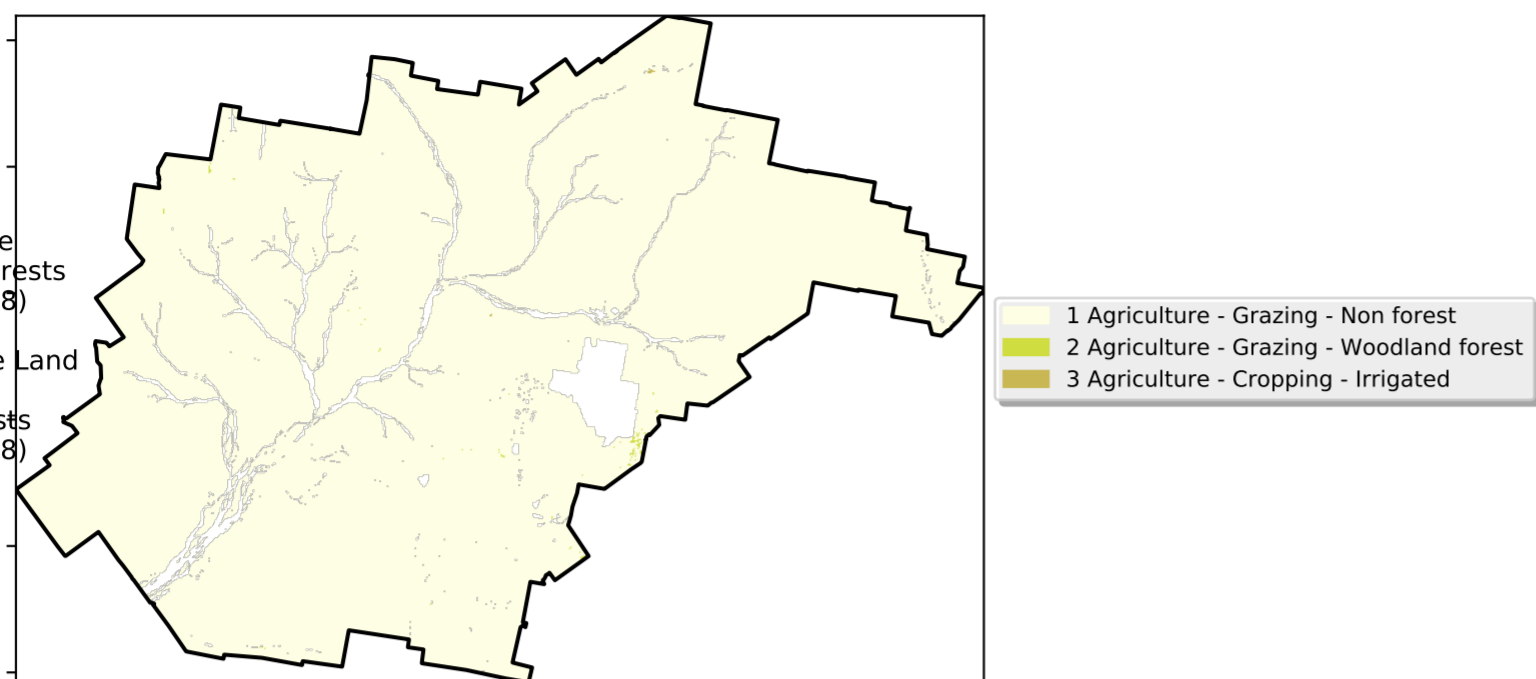 e
rests
8)
e Land
sts
8)
1 Agriculture - Grazing - Non forest
2 Agriculture - Grazing - Woodland forest
3 Agriculture - Cropping - Irrigated